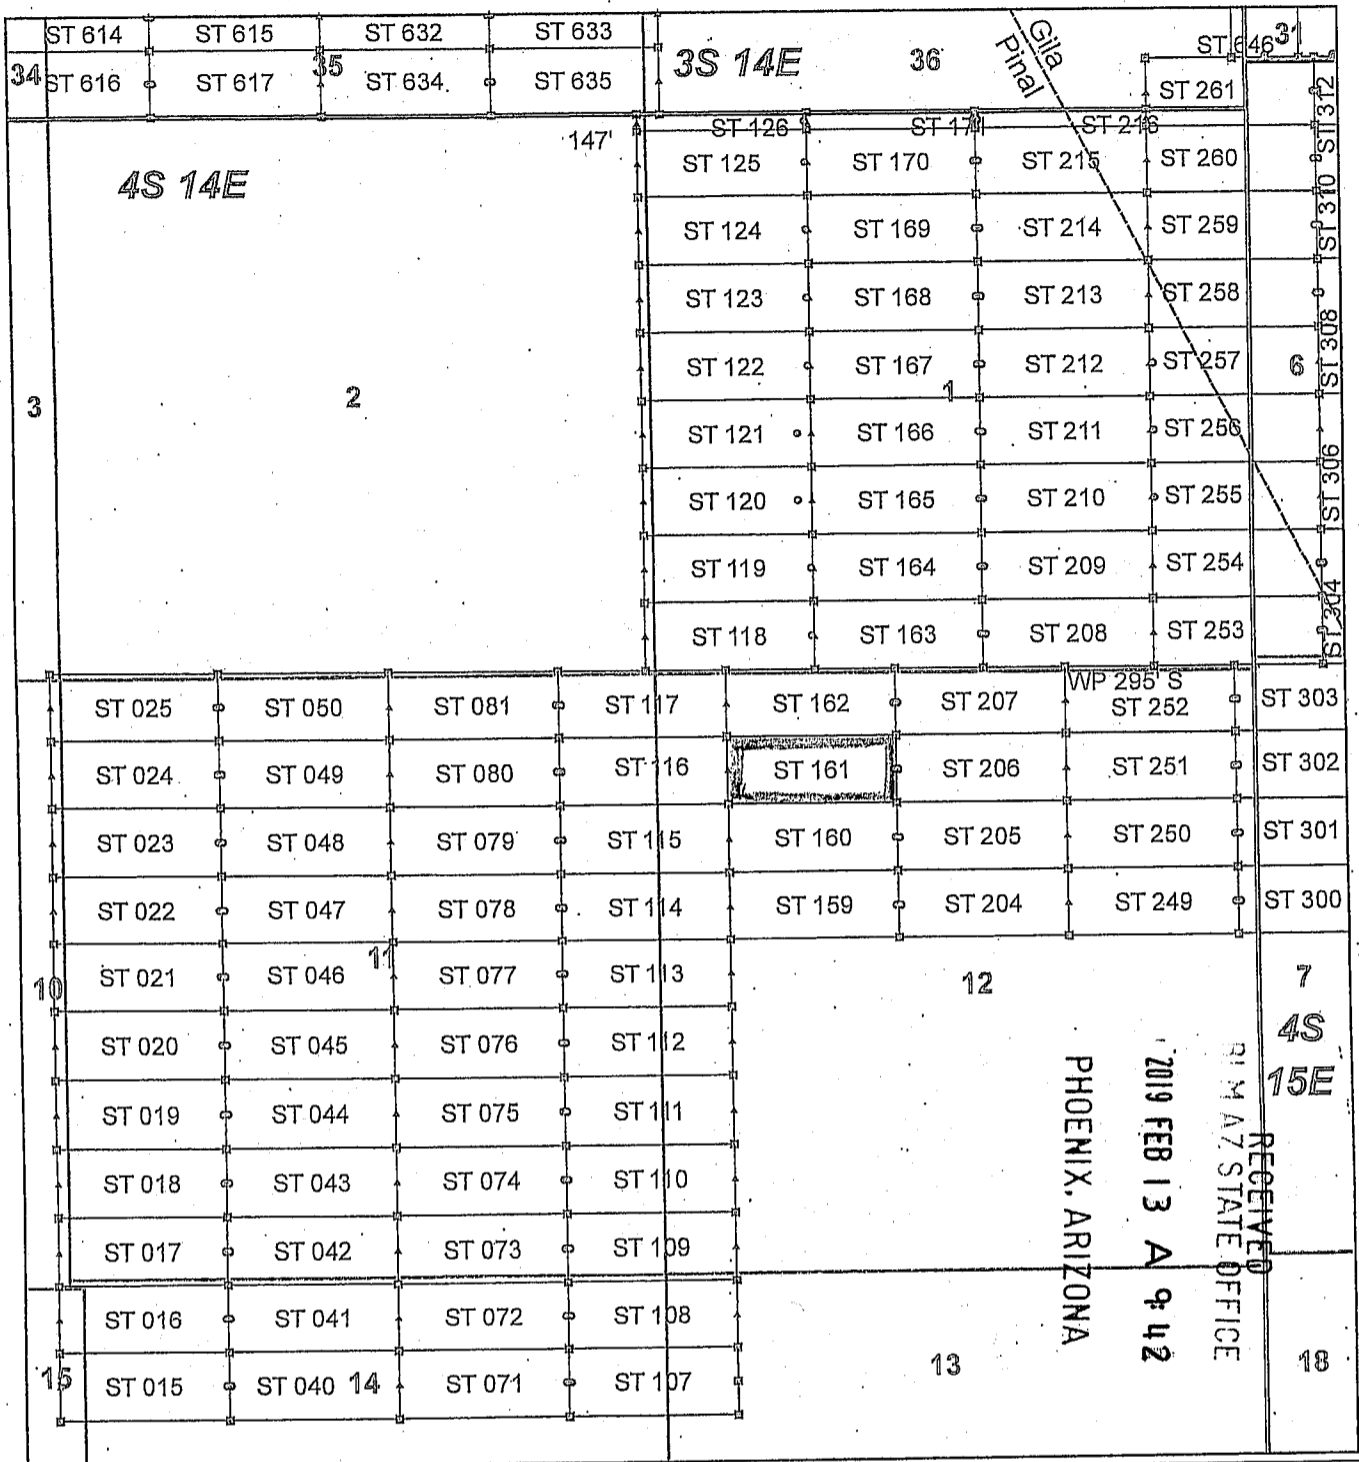 ST 614 ST 615 ST 632 ST 633
3S 14E 36 Gila Pinal ST 646 31
34 ST 616 ST 617 35 ST 634 ST 635 ST 261 ST 312
147' ST 126 ST 171 ST 216
4S 14E ST 125 ST 170 ST 215 ST 260 ST 310
ST 124 ST 169 ST 214 ST 259
ST 123 ST 168 ST 213 ST 258 ST 308
ST 122 ST 167 ST 212 ST 257 6
3 2 1
ST 121 ST 166 ST 211 ST 256 ST 306
ST 120 ST 165 ST 210 ST 255
ST 119 ST 164 ST 209 ST 254 ST 304
ST 118 ST 163 ST 208 ST 253
WP 295' S
ST 025 ST 050 ST 081 ST 117 ST 162 ST 207 ST 252 ST 303
ST 024 ST 049 ST 080 ST 116 ST 161 ST 206 ST 251 ST 302
ST 023 ST 048 ST 079 ST 115 ST 160 ST 205 ST 250 ST 301
ST 022 ST 047 ST 078 ST 114 ST 159 ST 204 ST 249 ST 300
10 ST 021 ST 046 11 ST 077 ST 113 12 7
ST 020 ST 045 ST 076 ST 112 4S
15E
ST 019 ST 044 ST 075 ST 111
ST 018 ST 043 ST 074 ST 110
ST 017 ST 042 ST 073 ST 109
ST 016 ST 041 ST 072 ST 108
15 ST 015 ST 040 14 ST 071 ST 107 13 18
RECEIVED
BLM AZ STATE OFFICE
2019 FEB 13 A 9:42
PHOENIX, ARIZONA